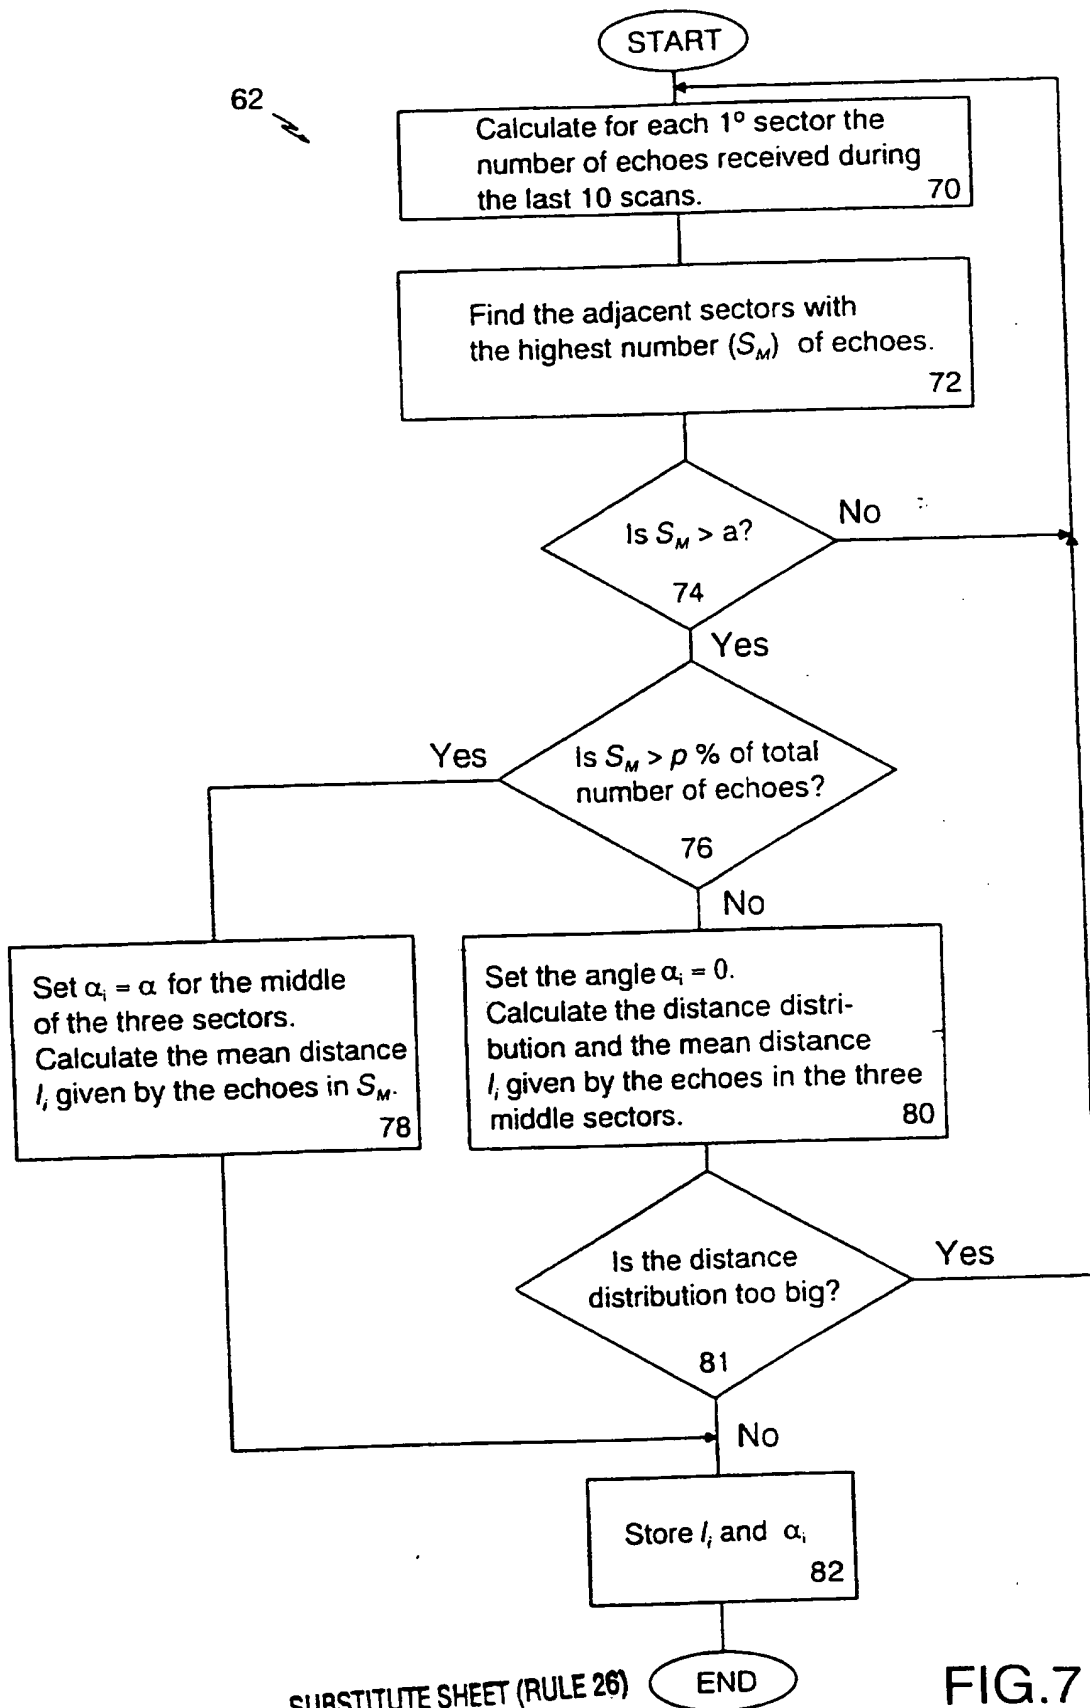 START
62
Calculate for each 1° sector the
number of echoes received during
the last 10 scans.
70
Find the adjacent sectors with
the highest number (S_M) of echoes.
72
Is S_M > a?
74
No
Yes
Is S_M > p % of total
number of echoes?
76
Yes
No
Set α_i = α for the middle
of the three sectors.
Calculate the mean distance
l_i given by the echoes in S_M.
78
Set the angle α_i = 0.
Calculate the distance distri-
bution and the mean distance
l_i given by the echoes in the three
middle sectors.
80
Is the distance
distribution too big?
81
Yes
No
Store l_i and α_i
82
END
SUBSTITUTE SHEET (RULE 26)
FIG.7